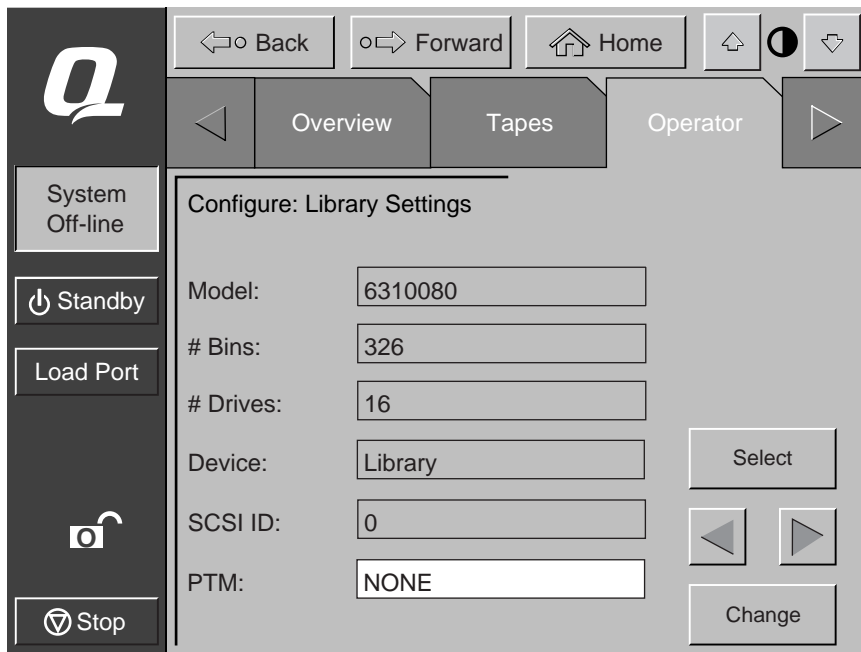 Q
Back
Forward
Home
Overview
Tapes
Operator
System
Off-line
Standby
Load Port
O
Stop
Configure: Library Settings
Model: 6310080
# Bins: 326
# Drives: 16
Device: Library
SCSI ID: 0
PTM: NONE
Select
Change